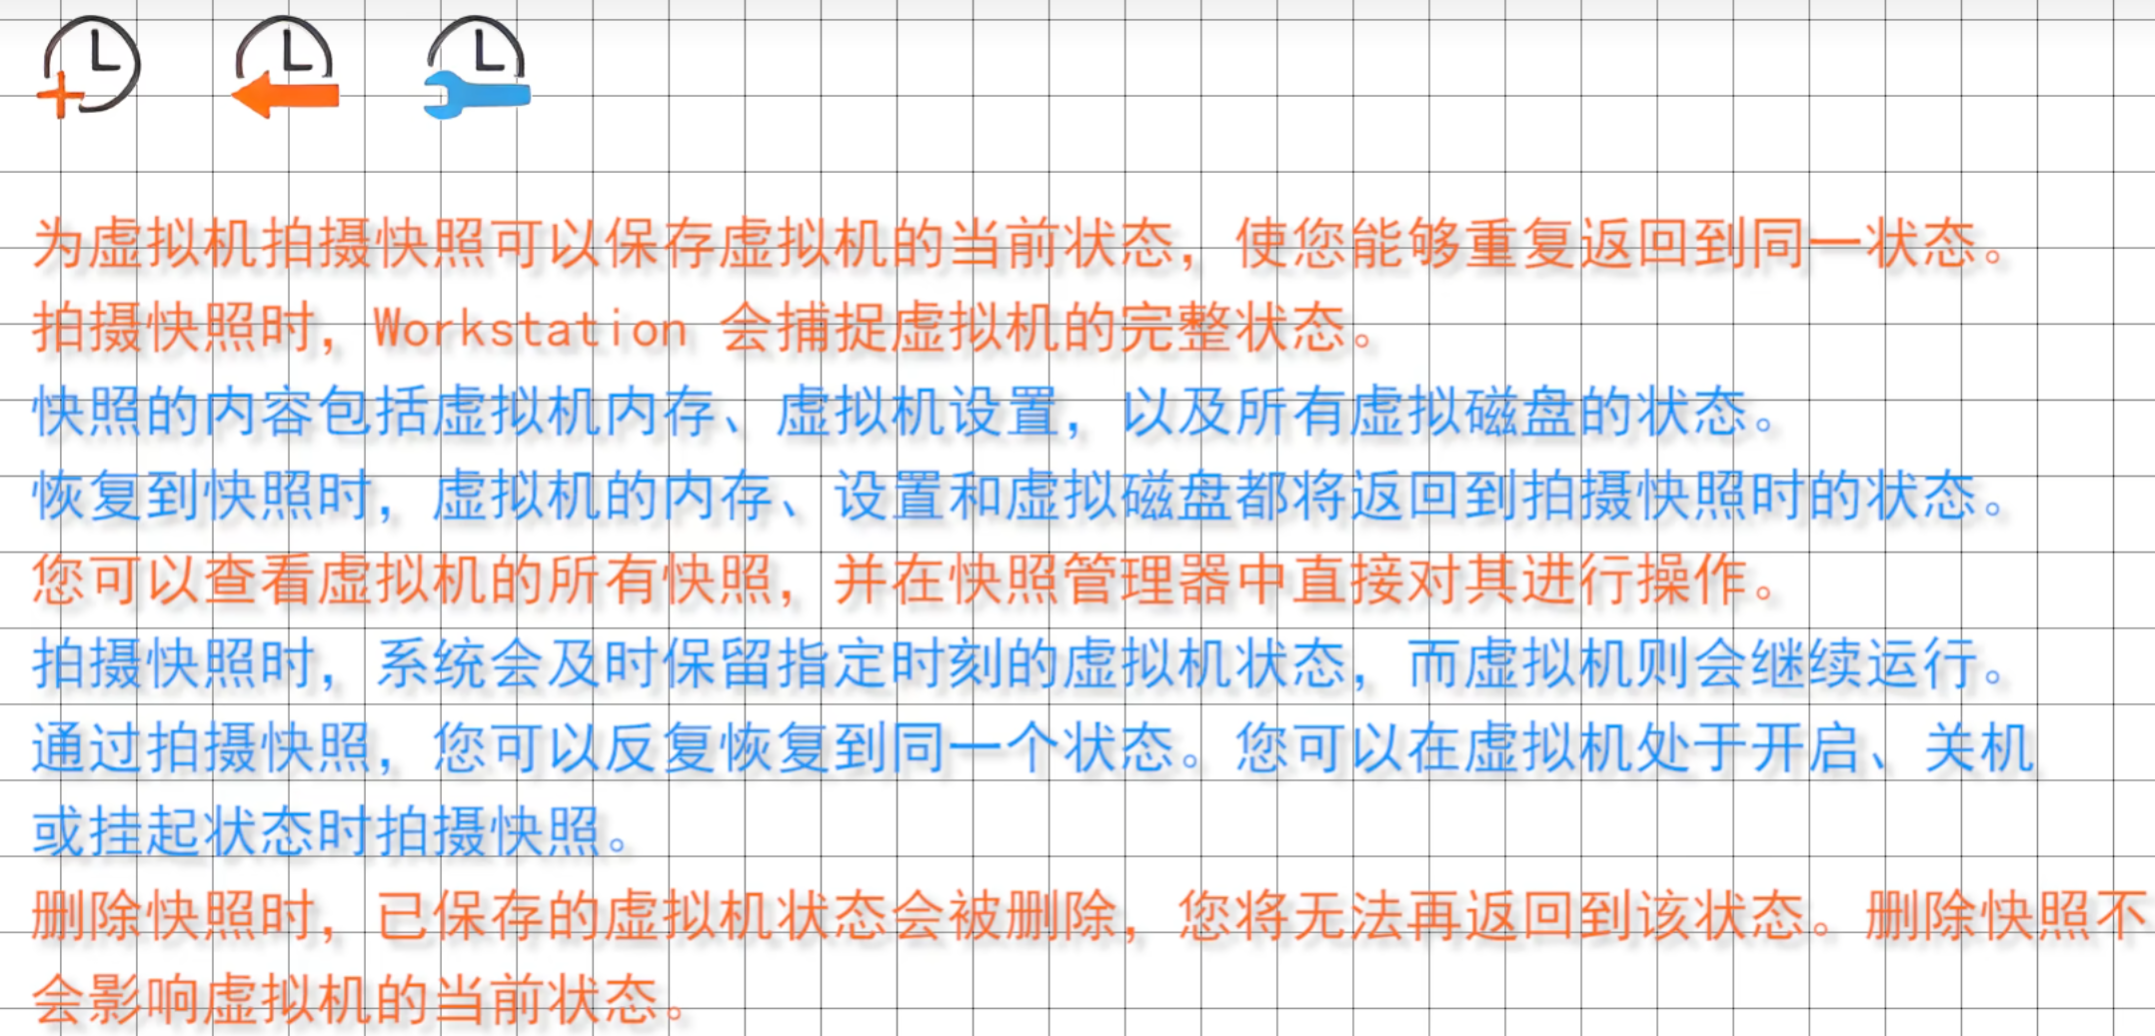 为虚拟机拍摄快照可以保存虚拟机的当前状态，使您能够重复返回到同一状态。
拍摄快照时，Workstation 会捕捉虚拟机的完整状态。
快照的内容包括虚拟机内存、虚拟机设置，以及所有虚拟磁盘的状态。
恢复到快照时，虚拟机的内存、设置和虚拟磁盘都将返回到拍摄快照时的状态。
您可以查看虚拟机的所有快照，并在快照管理器中直接对其进行操作。
拍摄快照时，系统会及时保留指定时刻的虚拟机状态，而虚拟机则会继续运行。
通过拍摄快照，您可以反复恢复到同一个状态。您可以在虚拟机处于开启、关机
或挂起状态时拍摄快照。
删除快照时，已保存的虚拟机状态会被删除，您将无法再返回到该状态。删除快照不
会影响虚拟机的当前状态。